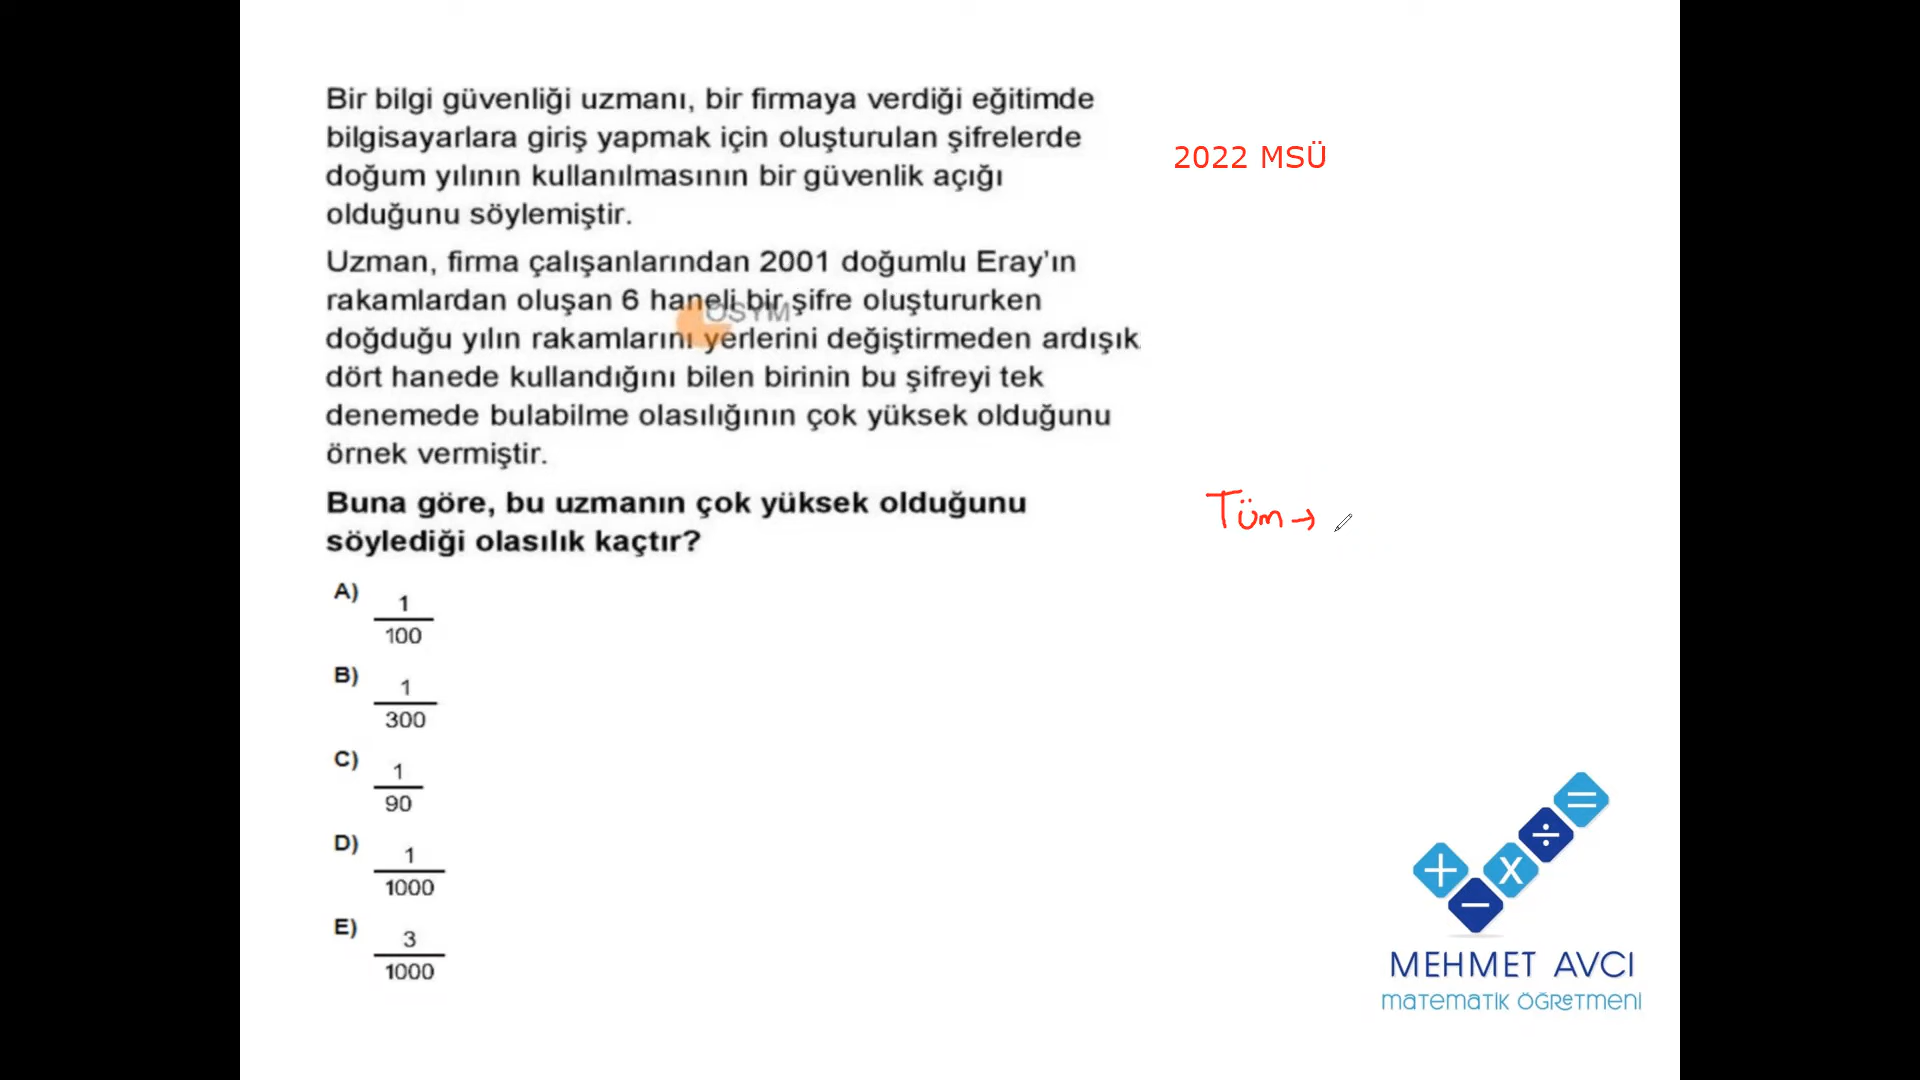 Bir bilgi güvenliği uzmanı, bir firmaya verdiği eğitimde
bilgisayarlara giriş yapmak için oluşturulan şifrelerde
doğum yılının kullanılmasının bir güvenlik açığı
olduğunu söylemiştir.
2022 MSÜ
Uzman, firma çalışanlarından 2001 doğumlu Eray'ın
rakamlardan oluşan 6 haneli bir şifre oluştururken
ÖSYM
doğduğu yılın rakamlarını yerlerini değiştirmeden ardışık
dört hanede kullandığını bilen birinin bu şifreyi tek
denemede bulabilme olasılığının çok yüksek olduğunu
örnek vermiştir.
Buna göre, bu uzmanın çok yüksek olduğunu
söylediği olasılık kaçtır?
Tüm →
A) 1/100
B) 1/300
C) 1/90
D) 1/1000
E) 3/1000
+ − x ÷ =
MEHMET AVCI
matematik öğretmeni